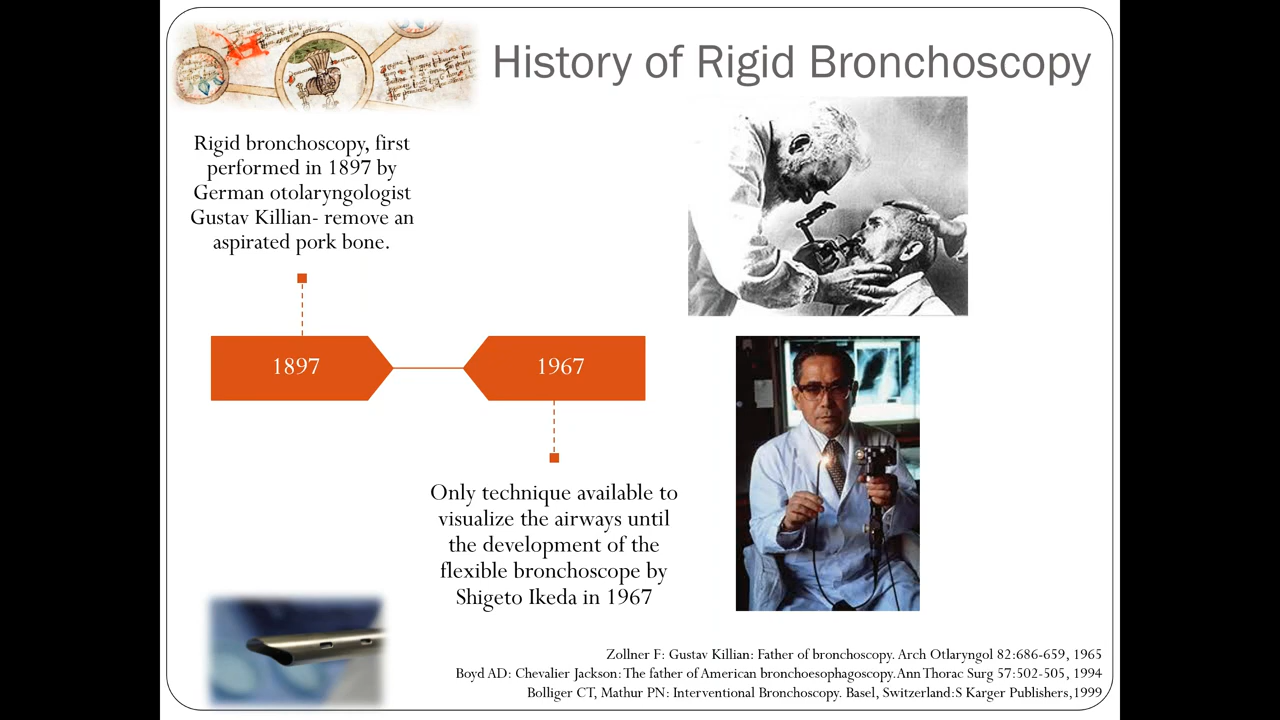 History of Rigid Bronchoscopy
Rigid bronchoscopy, first
performed in 1897 by
German otolaryngologist
Gustav Killian- remove an
aspirated pork bone.
1897
1967
Only technique available to
visualize the airways until
the development of the
flexible bronchoscope by
Shigeto Ikeda in 1967
Zollner F: Gustav Killian: Father of bronchoscopy. Arch Otlaryngol 82:686-659, 1965
Boyd AD: Chevalier Jackson: The father of American bronchoesophagoscopy. Ann Thorac Surg 57:502-505, 1994
Bolliger CT, Mathur PN: Interventional Bronchoscopy. Basel, Switzerland:S Karger Publishers,1999